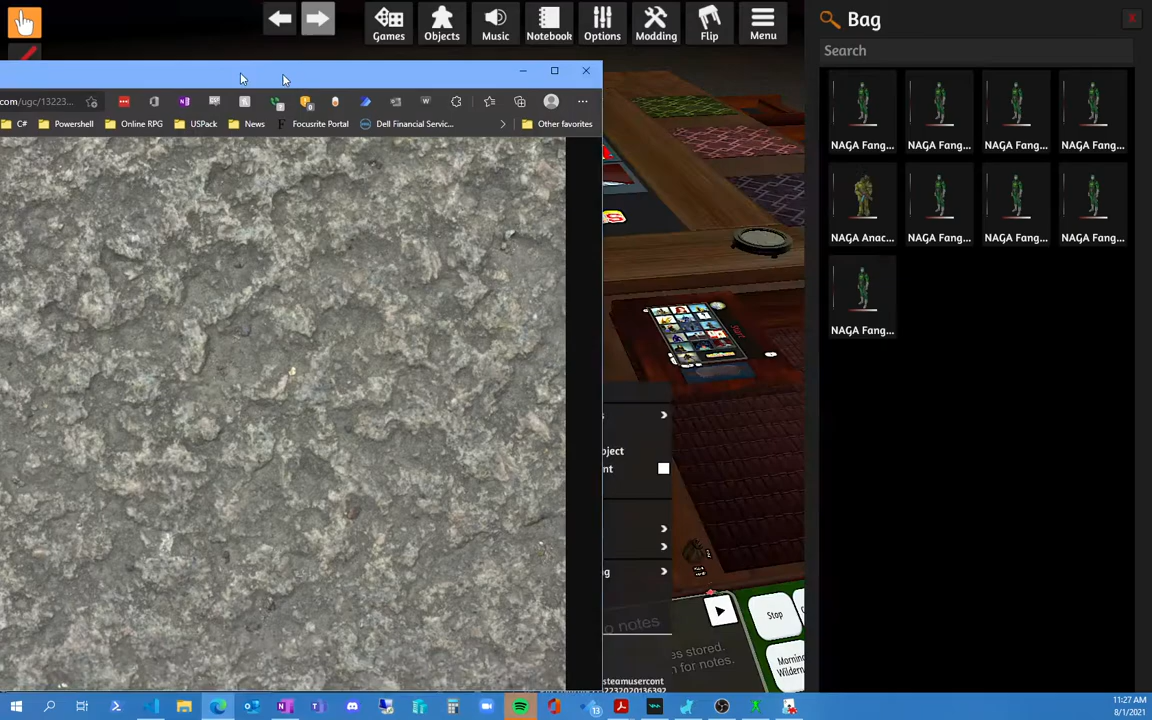 Games Objects Music Notebook Options Modding Flip Menu
Bag
X
Search
com/ugc/13223...
C# Powershell Online RPG USPack News F Focusrite Portal Dell Financial Servic... Other favorites
NAGA Fang... NAGA Fang... NAGA Fang... NAGA Fang...
NAGA Anac... NAGA Fang... NAGA Fang... NAGA Fang...
NAGA Fang...
oject
nt
g
o notes
es stored.
n for notes.
Stop
Mornin
Wildern
steamusercont
13
11:27 AM
8/1/2021